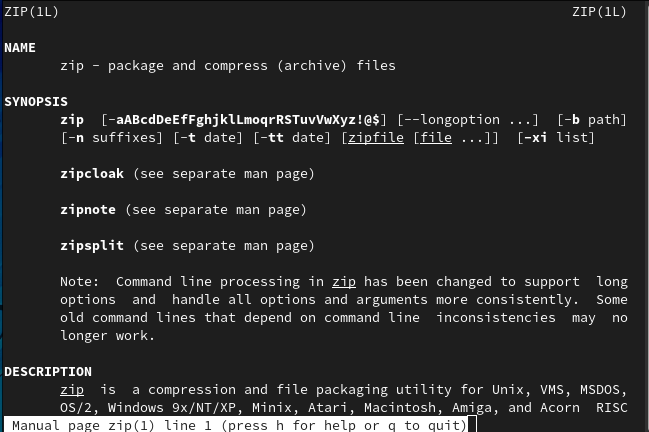 ZIP(1L) ZIP(1L)
NAME
zip - package and compress (archive) files
SYNOPSIS
zip [-aABcdDeEfFghjklLmoqrRSTuvVwXyz!@$] [--longoption ...] [-b path]
[-n suffixes] [-t date] [-tt date] [zipfile [file ...]] [-xi list]
zipcloak (see separate man page)
zipnote (see separate man page)
zipsplit (see separate man page)
Note: Command line processing in zip has been changed to support long
options and handle all options and arguments more consistently. Some
old command lines that depend on command line inconsistencies may no
longer work.
DESCRIPTION
zip is a compression and file packaging utility for Unix, VMS, MSDOS,
OS/2, Windows 9x/NT/XP, Minix, Atari, Macintosh, Amiga, and Acorn RISC
Manual page zip(1) line 1 (press h for help or q to quit)